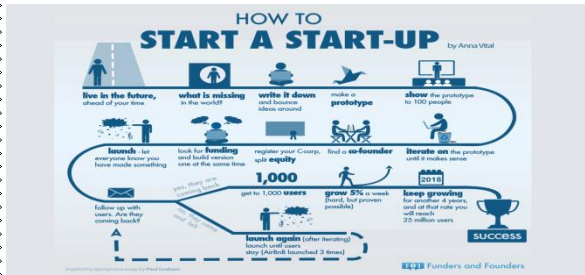 HOW TO
START A START-UP
by Anna Vital
live in the future,
ahead of your time
what is missing
in the world?
write it down
and bounce
ideas around
make a
prototype
show the prototype
to 100 people
launch - let
everyone know you
have made something
look for funding
and build version
one at the same time
register your C-corp,
split equity
find a co-founder
iterate on the prototype
until it makes sense
follow up with
users. Are they
coming back?
yes, they are
coming back
1,000
get to 1,000 users
grow 5% a week
(hard, but proven
possible)
2018
keep growing
for another 4 years,
and at that rate you
will reach
25 million users
SUCCESS
launch again (after iterating)
launch until users
stay (AirBnB launched 3 times)
Funders and Founders